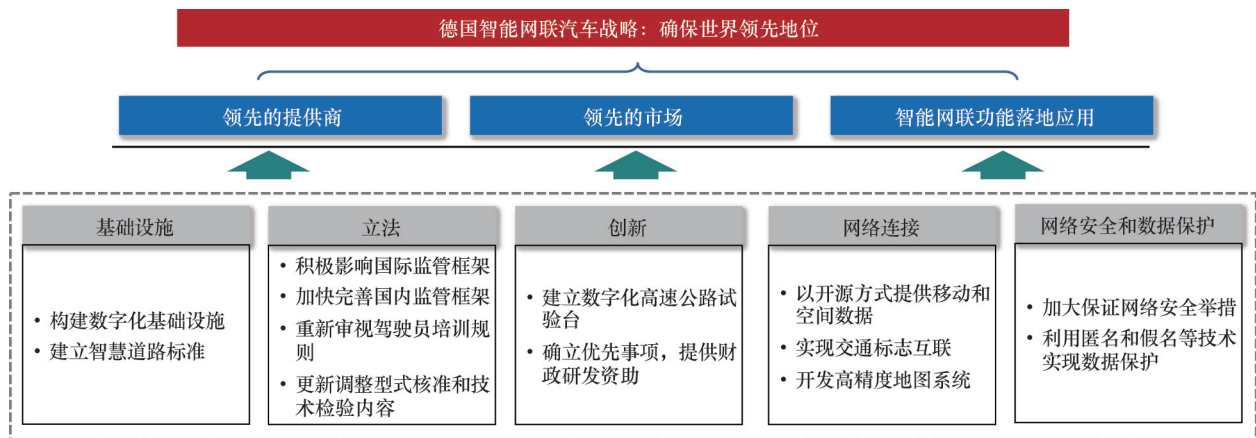 德国智能网联汽车战略：确保世界领先地位
领先的提供商
领先的市场
智能网联功能落地应用
基础设施
• 构建数字化基础设施
• 建立智慧道路标准
立法
• 积极影响国际监管框架
• 加快完善国内监管框架
• 重新审视驾驶员培训规
则
• 更新调整型式核准和技
术检验内容
创新
• 建立数字化高速公路试
验台
• 确立优先事项，提供财
政研发资助
网络连接
• 以开源方式提供移动和
空间数据
• 实现交通标志互联
• 开发高精度地图系统
网络安全和数据保护
• 加大保证网络安全举措
• 利用匿名和假名等技术
实现数据保护